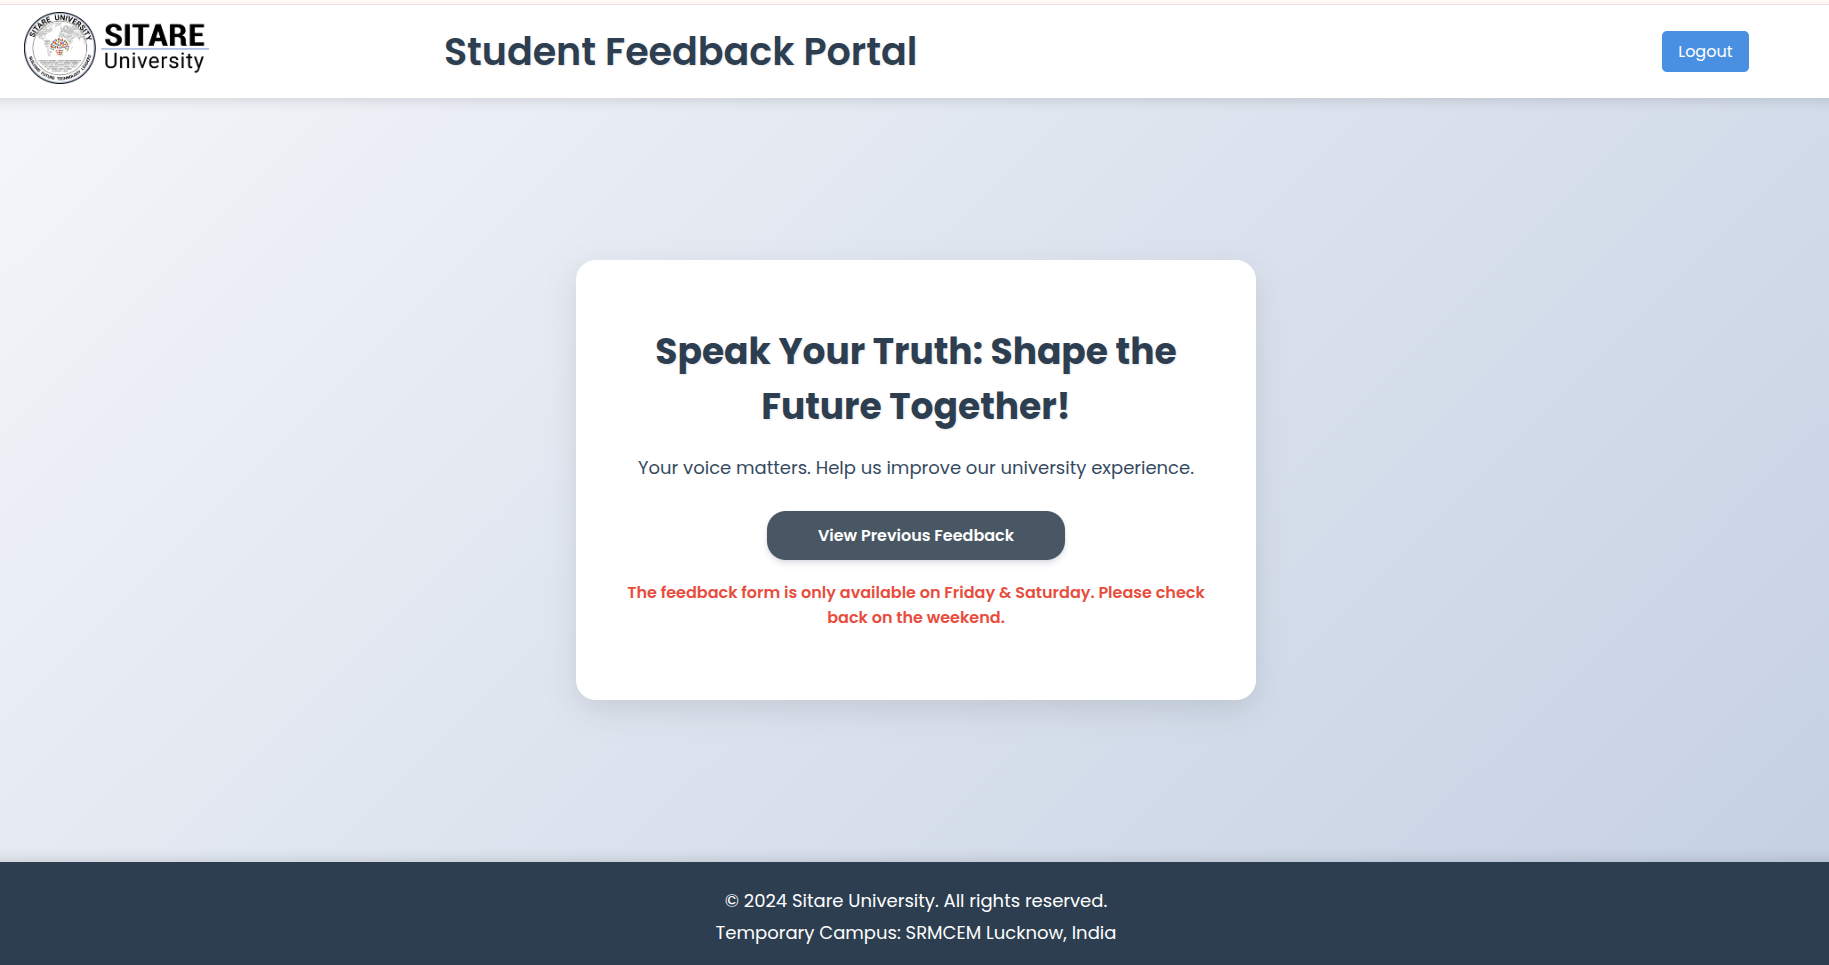 SITARE UNIVERSITY
SITARE
University
Student Feedback Portal
Logout
Speak Your Truth: Shape the
Future Together!
Your voice matters. Help us improve our university experience.
View Previous Feedback
The feedback form is only available on Friday & Saturday. Please check
back on the weekend.
© 2024 Sitare University. All rights reserved.
Temporary Campus: SRMCEM Lucknow, India